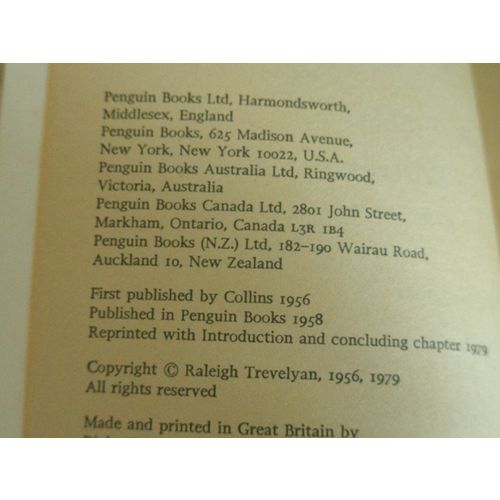 Penguin Books Ltd, Harmondsworth,
Middlesex, England
Penguin Books, 625 Madison Avenue,
New York, New York 10022, U.S.A.
Penguin Books Australia Ltd, Ringwood,
Victoria, Australia
Penguin Books Canada Ltd, 2801 John Street,
Markham, Ontario, Canada L3R 1B4
Penguin Books (N.Z.) Ltd, 182–190 Wairau Road,
Auckland 10, New Zealand
First published by Collins 1956
Published in Penguin Books 1958
Reprinted with Introduction and concluding chapter 1979
Copyright © Raleigh Trevelyan, 1956, 1979
All rights reserved
Made and printed in Great Britain by